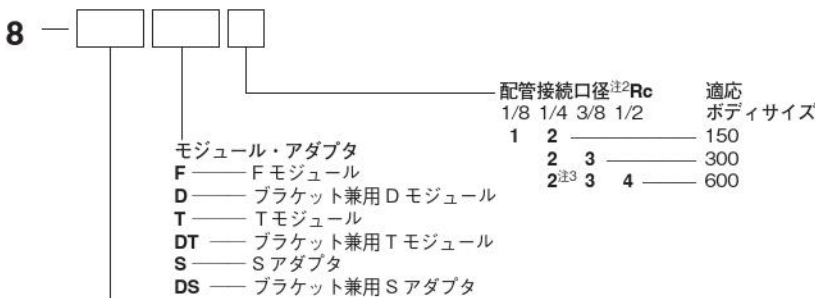 8 —
配管接続口径注2Rc 適応
1/8 1/4 3/8 1/2 ボディサイズ
1 2 —— 150
2 3 —— 300
2注3 3 4 —— 600
モジュール・アダプタ
F —— Fモジュール
D —— ブラケット兼用Dモジュール
T —— Tモジュール
DT —— ブラケット兼用Tモジュール
S —— Sアダプタ
DS —— ブラケット兼用Sアダプタ